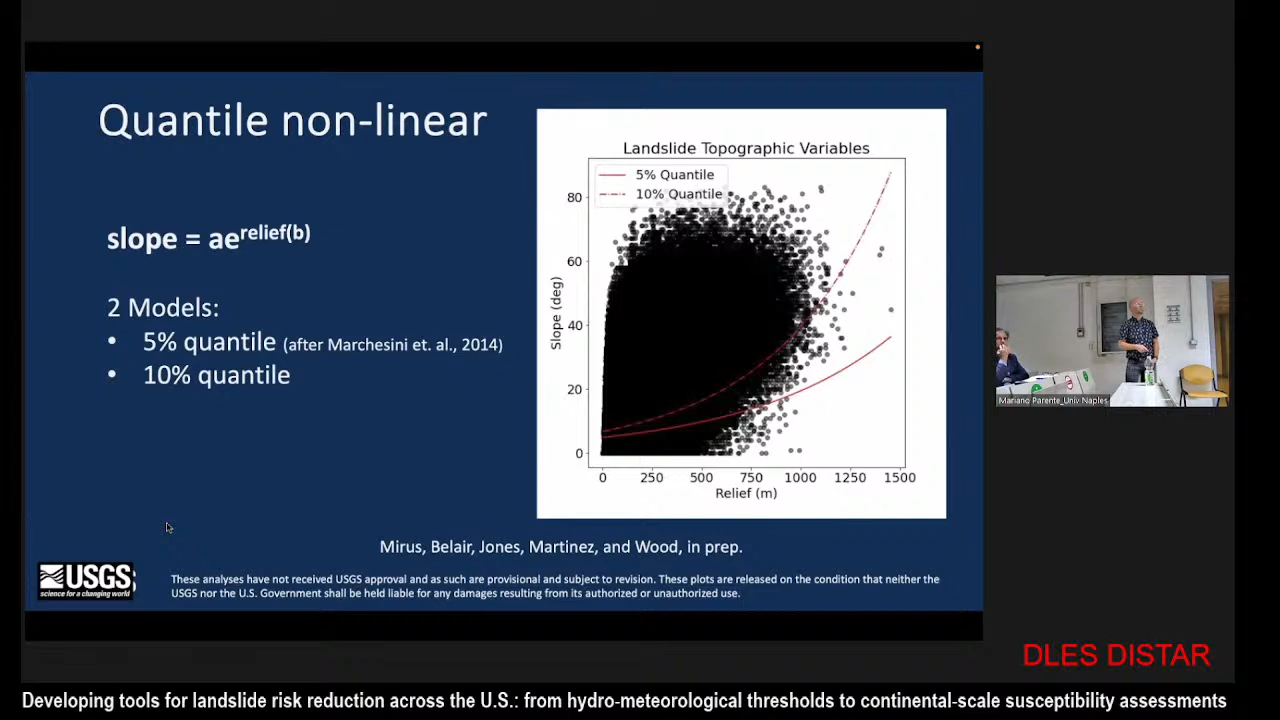 Quantile non-linear
slope = ae^relief(b)
2 Models:
• 5% quantile (after Marchesini et. al., 2014)
• 10% quantile
Landslide Topographic Variables
5% Quantile
10% Quantile
Slope (deg)
80
60
40
20
0
0 250 500 750 1000 1250 1500
Relief (m)
Mirus, Belair, Jones, Martinez, and Wood, in prep.
USGS
science for a changing world
These analyses have not received USGS approval and as such are provisional and subject to revision. These plots are released on the condition that neither the
USGS nor the U.S. Government shall be held liable for any damages resulting from its authorized or unauthorized use.
Mariano Parente_Univ Naples
DLES DISTAR
Developing tools for landslide risk reduction across the U.S.: from hydro-meteorological thresholds to continental-scale susceptibility assessments